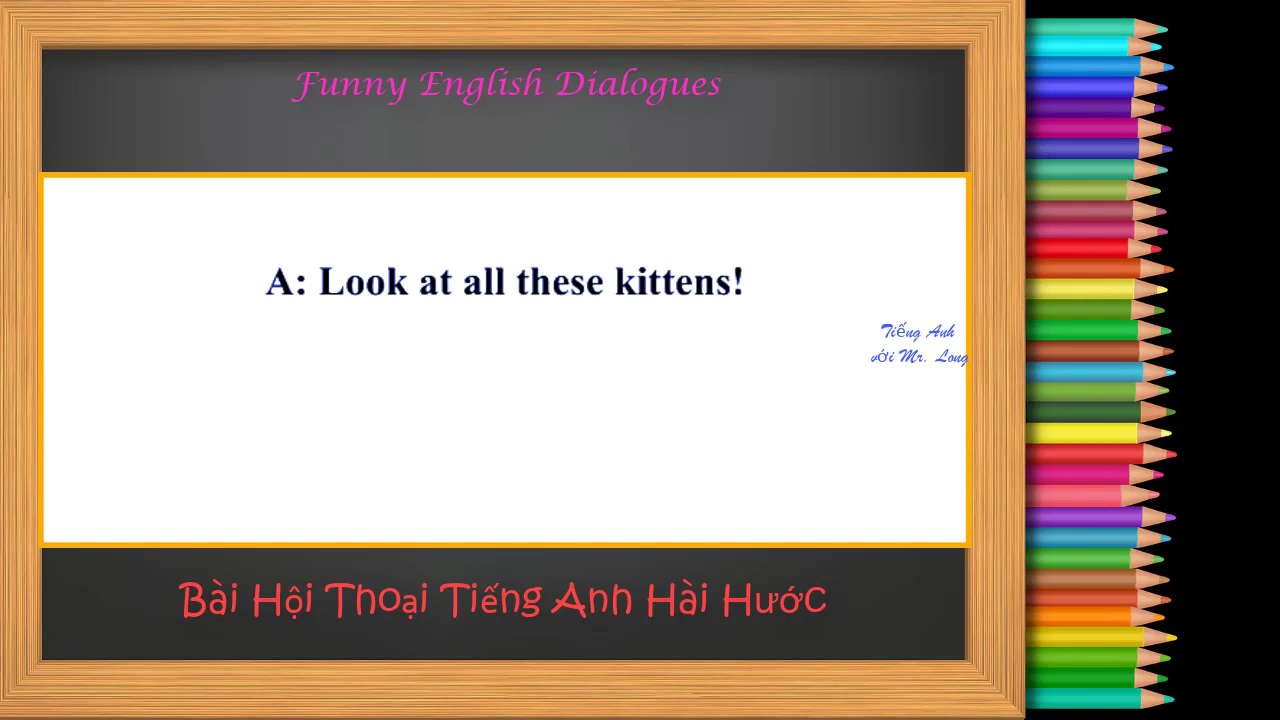 Funny English Dialogues
A: Look at all these kittens!
Tiếng Anh
với Mr. Long
Bài Hội Thoại Tiếng Anh Hài Hước